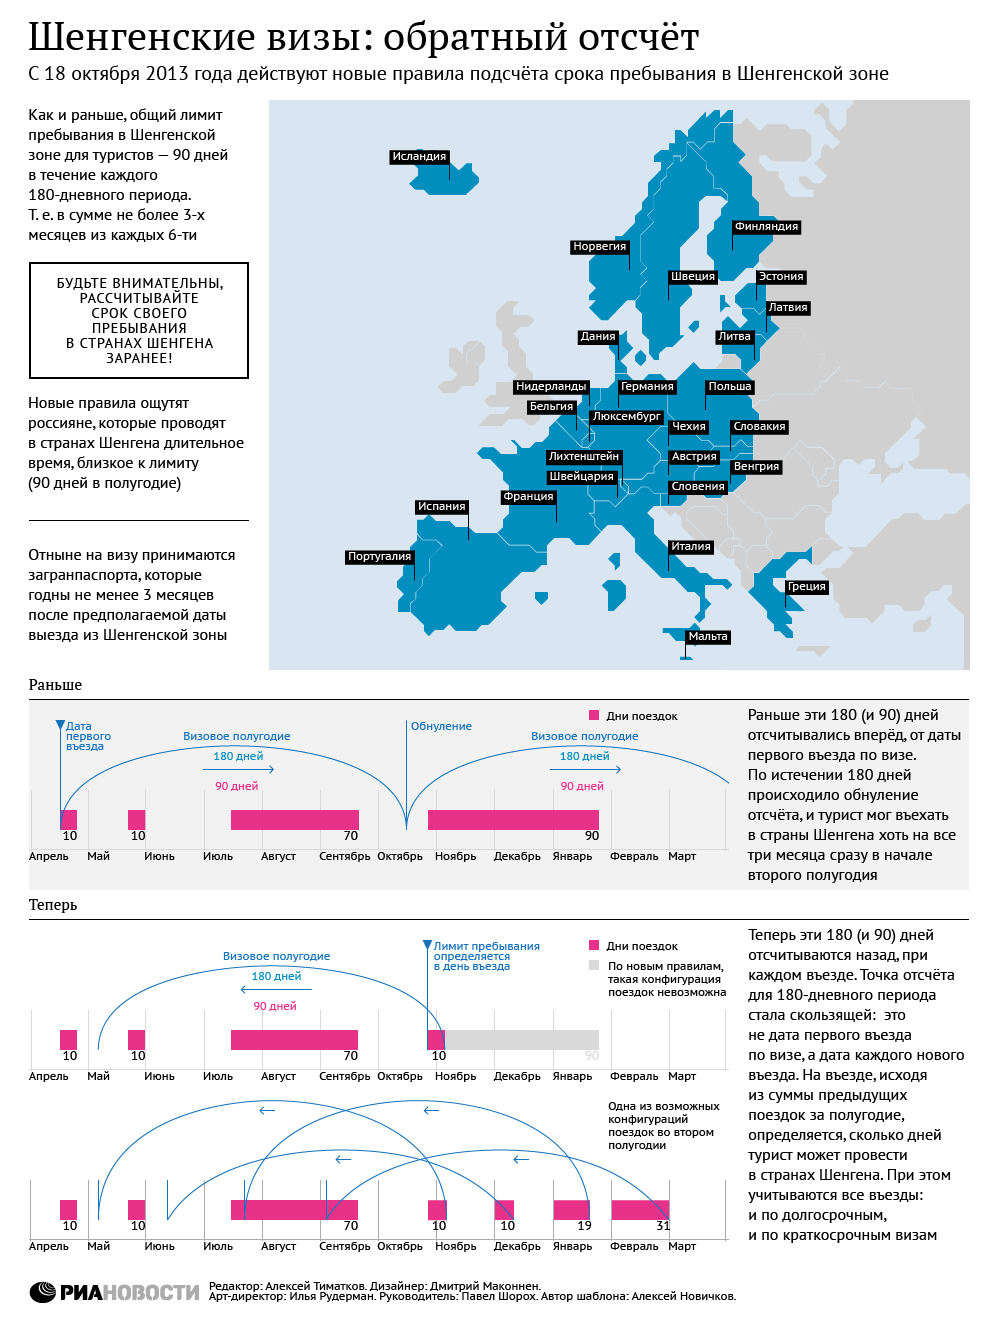 Шенгенские визы: обратный отсчёт
С 18 октября 2013 года действуют новые правила подсчёта срока пребывания в Шенгенской зоне
Как и раньше, общий лимит
пребывания в Шенгенской
зоне для туристов — 90 дней
в течение каждого
180-дневного периода.
Т. е. в сумме не более 3-х
месяцев из каждых 6-ти
БУДЬТЕ ВНИМАТЕЛЬНЫ,
РАССЧИТЫВАЙТЕ
СРОК СВОЕГО
ПРЕБЫВАНИЯ
В СТРАНАХ ШЕНГЕНА
ЗАРАНЕЕ!
Новые правила ощутят
россияне, которые проводят
в странах Шенгена длительное
время, близкое к лимиту
(90 дней в полугодие)
Отныне на визу принимаются
загранпаспорта, которые
годны не менее 3 месяцев
после предполагаемой даты
выезда из Шенгенской зоны
Исландия
Финляндия
Норвегия
Швеция
Эстония
Латвия
Дания
Литва
Нидерланды
Германия
Польша
Бельгия
Люксембург
Чехия
Словакия
Лихтенштейн
Австрия
Венгрия
Швейцария
Словения
Франция
Испания
Италия
Португалия
Греция
Мальта
Раньше
Дата
первого
въезда
Визовое полугодие
180 дней
90 дней
Обнуление
Визовое полугодие
180 дней
90 дней
Дни поездок
10
10
70
90
Апрель Май Июнь Июль Август Сентябрь Октябрь Ноябрь Декабрь Январь Февраль Март
Раньше эти 180 (и 90) дней
отсчитывались вперёд, от даты
первого въезда по визе.
По истечении 180 дней
происходило обнуление
отсчёта, и турист мог въехать
в страны Шенгена хоть на все
три месяца сразу в начале
второго полугодия
Теперь
Визовое полугодие
180 дней
90 дней
Лимит пребывания
определяется
в день въезда
Дни поездок
По новым правилам,
такая конфигурация
поездок невозможна
10
10
70
10
90
Апрель Май Июнь Июль Август Сентябрь Октябрь Ноябрь Декабрь Январь Февраль Март
Одна из возможных
конфигураций
поездок во втором
полугодии
10
10
70
10
10
19
31
Апрель Май Июнь Июль Август Сентябрь Октябрь Ноябрь Декабрь Январь Февраль Март
Теперь эти 180 (и 90) дней
отсчитываются назад, при
каждом въезде. Точка отсчёта
для 180-дневного периода
стала скользящей: это
не дата первого въезда
по визе, а дата каждого нового
въезда. На въезде, исходя
из суммы предыдущих
поездок за полугодие,
определяется, сколько дней
турист может провести
в странах Шенгена. При этом
учитываются все въезды:
и по долгосрочным,
и по краткосрочным визам
РИАНОВОСТИ
Редактор: Алексей Тиматков. Дизайнер: Дмитрий Маконнен.
Арт-директор: Илья Рудерман. Руководитель: Павел Шорох. Автор шаблона: Алексей Новичков.